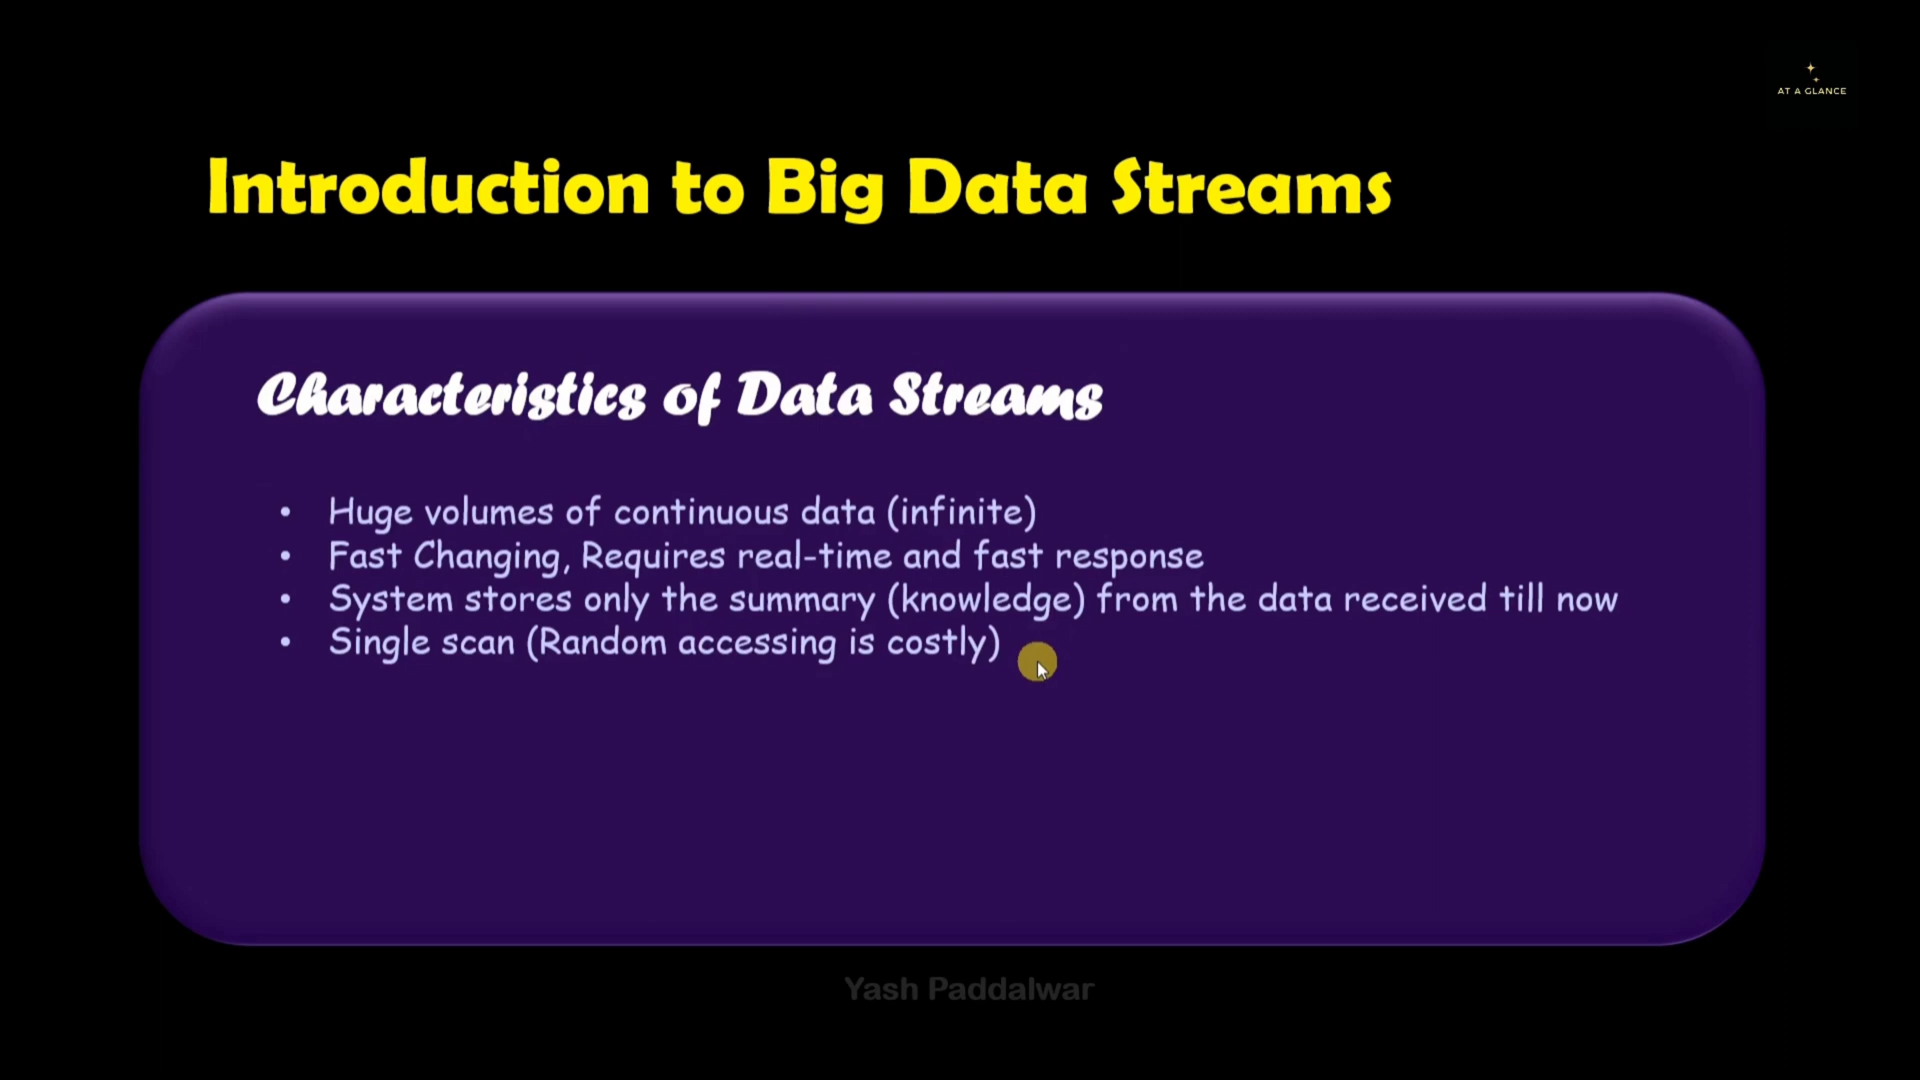 AT A GLANCE
Introduction to Big Data Streams
Characteristics of Data Streams
• Huge volumes of continuous data (infinite)
• Fast Changing, Requires real-time and fast response
• System stores only the summary (knowledge) from the data received till now
• Single scan (Random accessing is costly)
Yash Paddalwar